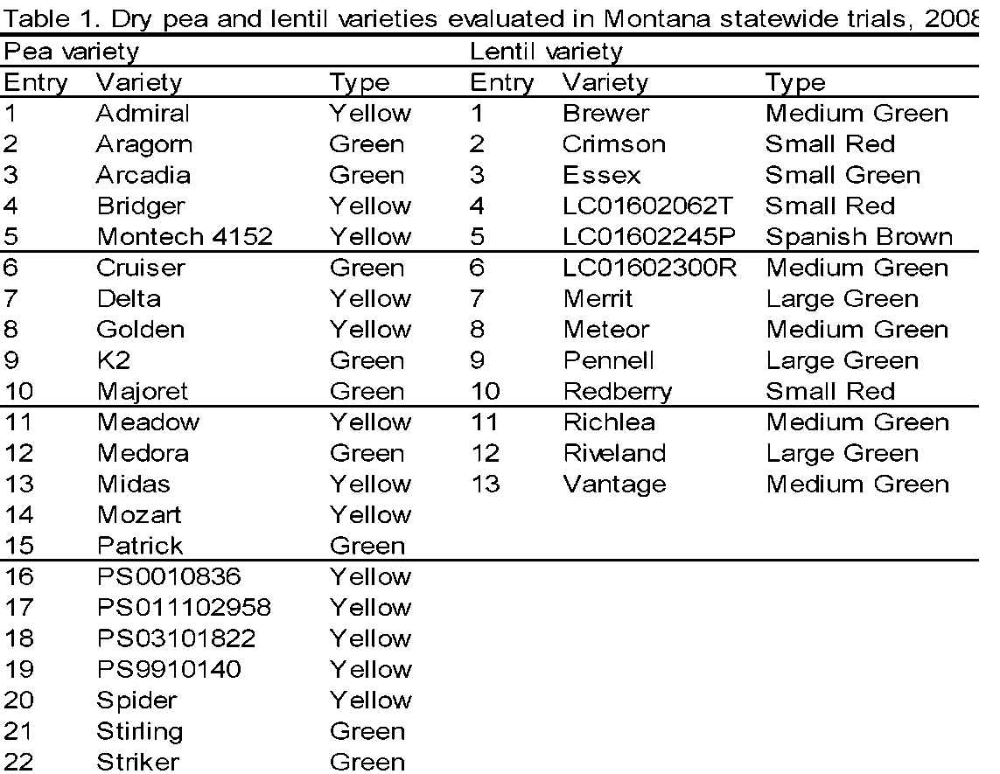 Table 1. Dry pea and lentil varieties evaluated in Montana statewide trials, 2008
Pea variety Lentil variety
Entry Variety Type Entry Variety Type
1 Admiral Yellow 1 Brewer Medium Green
2 Aragorn Green 2 Crimson Small Red
3 Arcadia Green 3 Essex Small Green
4 Bridger Yellow 4 LC01602062T Small Red
5 Montech 4152 Yellow 5 LC01602245P Spanish Brown
6 Cruiser Green 6 LC01602300R Medium Green
7 Delta Yellow 7 Merrit Large Green
8 Golden Yellow 8 Meteor Medium Green
9 K2 Green 9 Pennell Large Green
10 Majoret Green 10 Redberry Small Red
11 Meadow Yellow 11 Richlea Medium Green
12 Medora Green 12 Riveland Large Green
13 Midas Yellow 13 Vantage Medium Green
14 Mozart Yellow
15 Patrick Green
16 PS0010836 Yellow
17 PS011102958 Yellow
18 PS03101822 Yellow
19 PS9910140 Yellow
20 Spider Yellow
21 Stirling Green
22 Striker Green